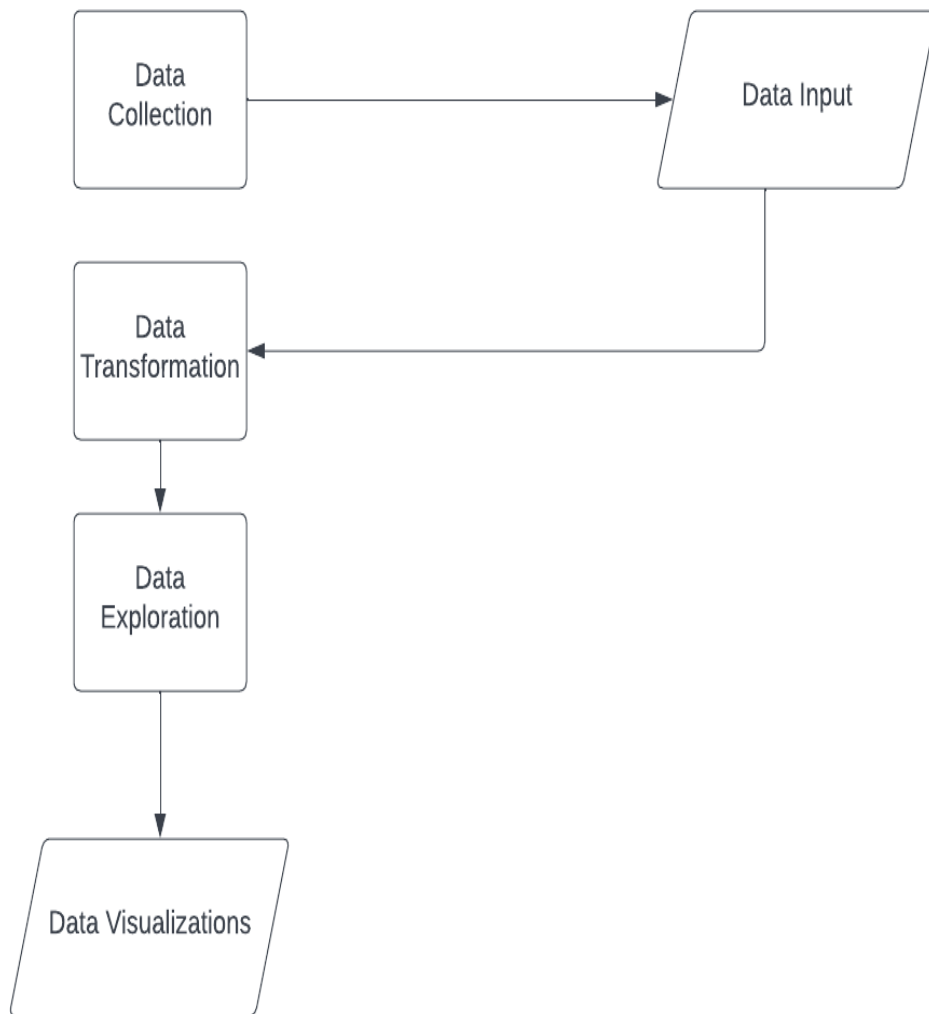 Data
Collection
Data Input
Data
Transformation
Data
Exploration
Data Visualizations